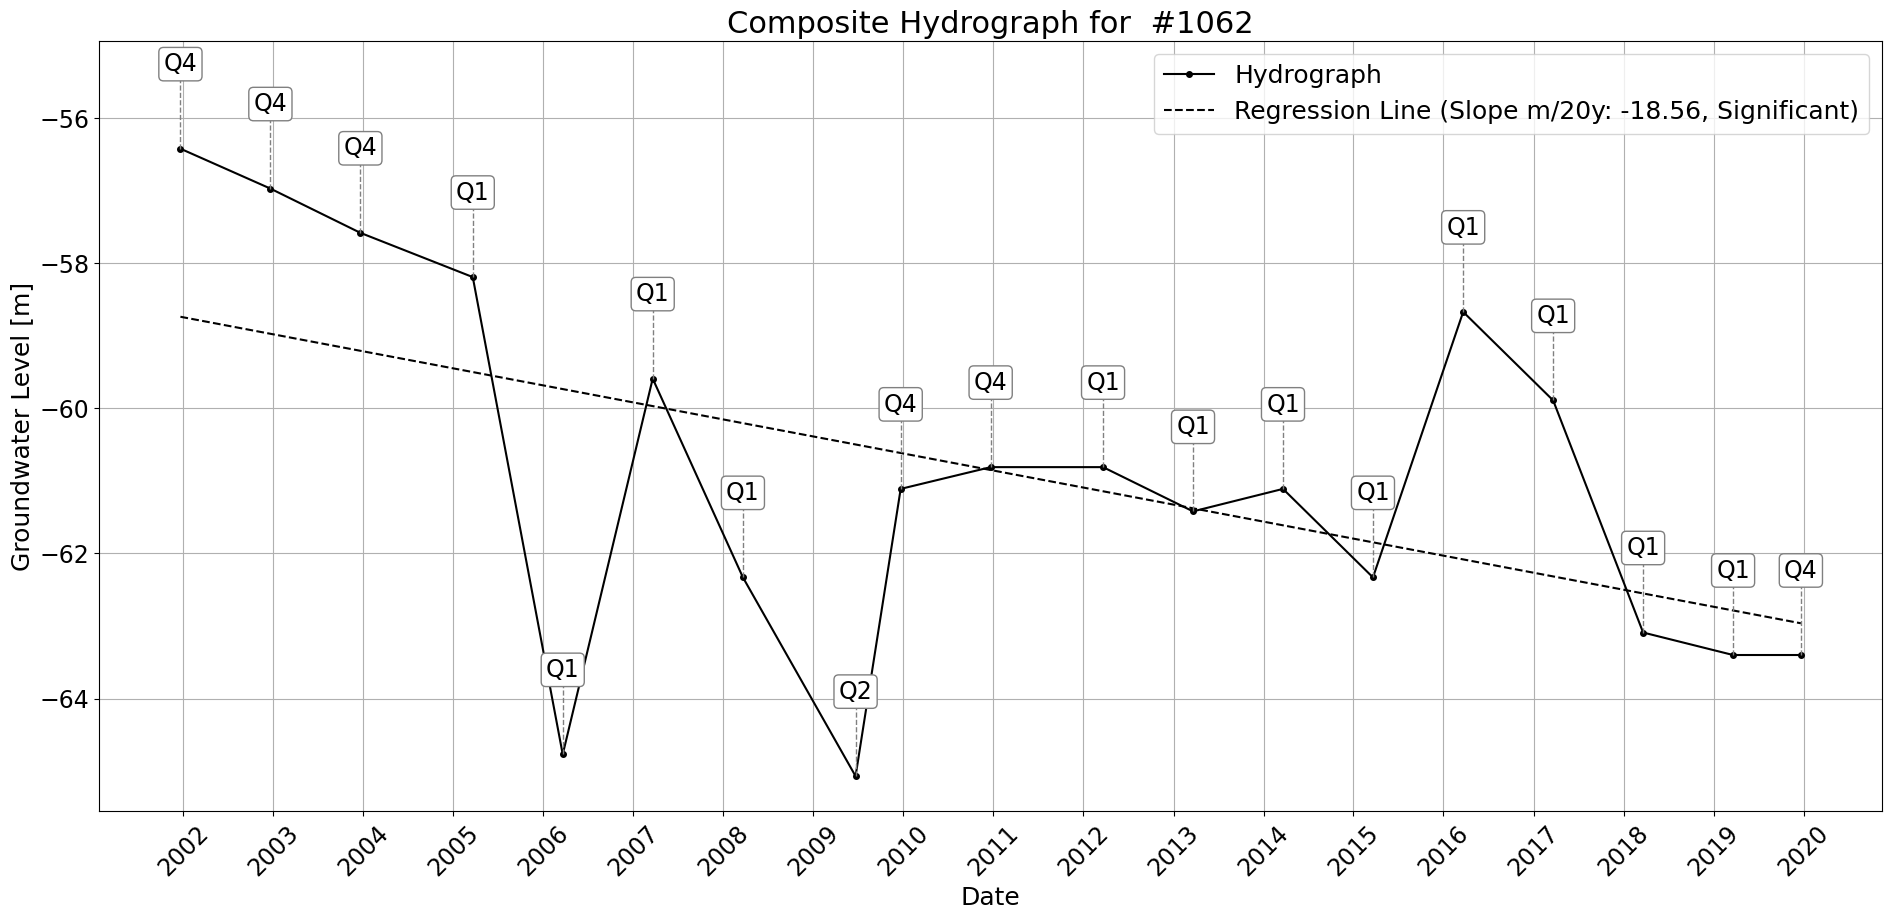 Composite Hydrograph for  #1062
Hydrograph
Regression Line (Slope m/20y: -18.56, Significant)
Groundwater Level [m]
−56
−58
−60
−62
−64
Q4
Q4
Q4
Q1
Q1
Q1
Q1
Q2
Q4
Q4
Q1
Q1
Q1
Q1
Q1
Q1
Q1
Q1
Q4
2002
2003
2004
2005
2006
2007
2008
2009
2010
2011
2012
2013
2014
2015
2016
2017
2018
2019
2020
Date